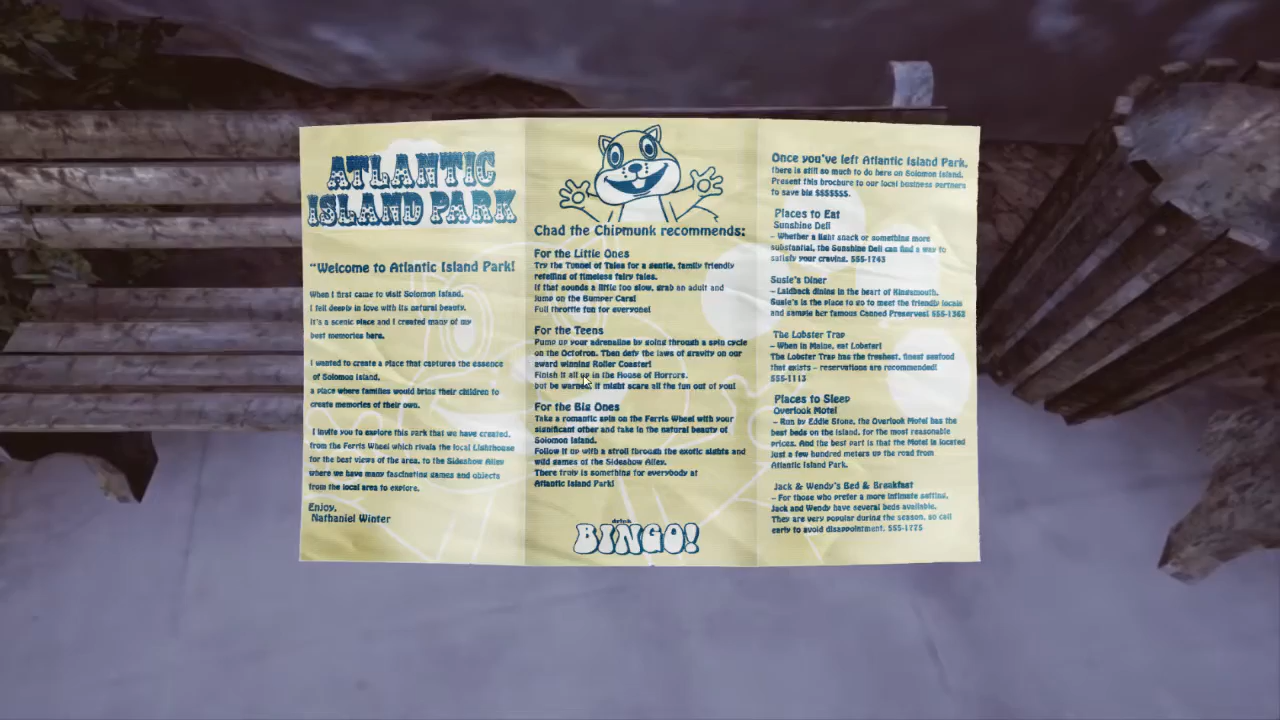 ATLANTIC
ISLAND PARK
"Welcome to Atlantic Island Park!
When I first came to visit Solomon Island,
I fell deeply in love with its natural beauty.
It's a scenic place and I created many of my
best memories here.
I wanted to create a place that captures the essence
of Solomon Island,
a place where families would bring their children to
create memories of their own.
I invite you to explore this park that we have created,
from the Ferris Wheel which rivals the local Lighthouse
for the best views of the area, to the Sideshow Alley
where we have many fascinating games and objects
from the local area to explore.
Enjoy,
Nathaniel Winter
Chad the Chipmunk recommends:
For the Little Ones
Try the Tunnel of Tales for a gentle, family friendly
retelling of timeless fairy tales.
If that sounds a little too slow, grab an adult and
jump on the Bumper Cars!
Full throttle fun for everyone!
For the Teens
Pump up your adrenaline by going through a spin cycle
on the Octotron. Then defy the laws of gravity on our
award winning Roller Coaster!
Finish it all up in the House of Horrors,
but be warned: it might scare all the fun out of you!
For the Big Ones
Take a romantic spin on the Ferris Wheel with your
significant other and take in the natural beauty of
Solomon Island.
Follow it up with a stroll through the exotic sights and
wild games of the Sideshow Alley.
There truly is something for everybody at
Atlantic Island Park!
drink
BINGO!
Once you've left Atlantic Island Park,
there is still so much to do here on Solomon Island.
Present this brochure to our local business partners
to save big $$$$$$$.
Places to Eat
Sunshine Deli
- Whether a light snack or something more
substantial, the Sunshine Deli can find a way to
satisfy your craving. 555-1743
Susie's Diner
- Laidback dining in the heart of Kingsmouth,
Susie's is the place to go to meet the friendly locals
and sample her famous Canned Preserves! 555-1363
The Lobster Trap
- When in Maine, eat Lobster!
The Lobster Trap has the freshest, finest seafood
that exists - reservations are recommended!
555-1113
Places to Sleep
Overlook Motel
- Run by Eddie Stone, the Overlook Motel has the
best beds on the island, for the most reasonable
prices. And the best part is that the Motel is located
just a few hundred meters up the road from
Atlantic Island Park.
Jack & Wendy's Bed & Breakfast
- For those who prefer a more intimate setting,
Jack and Wendy have several beds available.
They are very popular during the season, so call
early to avoid disappointment. 555-1775